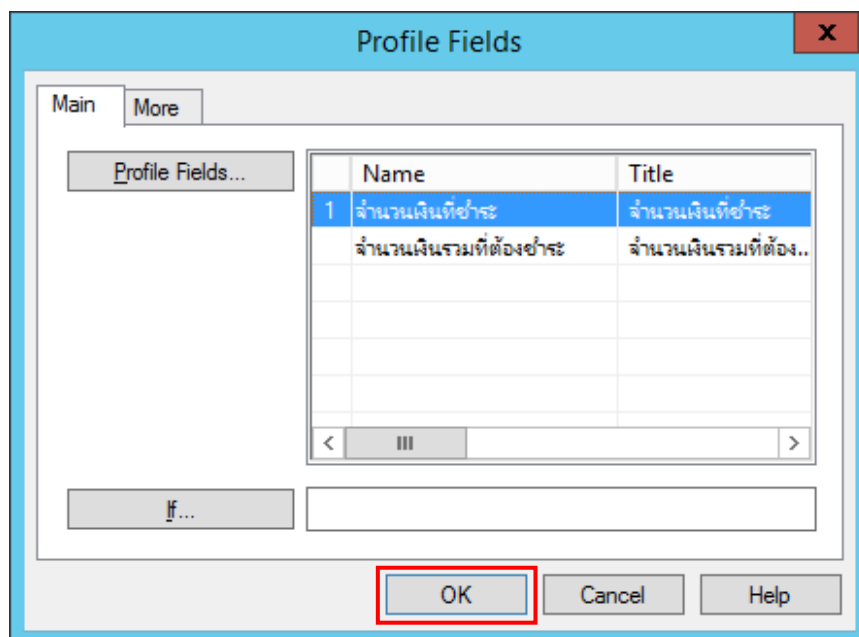 Profile Fields
x
Main More
Profile Fields...
Name Title
1 จำนวนเงินที่ชำระ จำนวนเงินที่ชำระ
จำนวนเงินรวมที่ต้องชำระ จำนวนเงินรวมที่ต้อง..
If...
OK Cancel Help